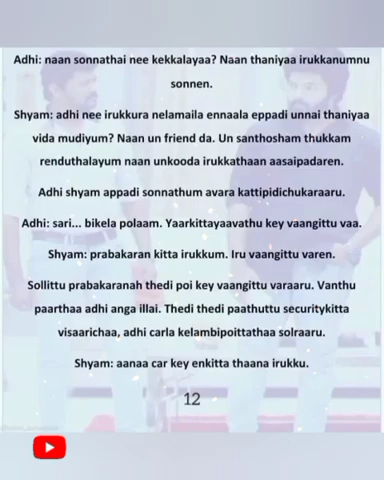 Adhi: naan sonnathai nee kekkalayaa? Naan thaniyaa irukkanumnu
sonnen.
Shyam: adhi nee irukkura nelamaila ennaala eppadi unnai thaniyaa
vida mudiyum? Naan un friend da. Un santhosham thukkam
renduthalayum naan unkooda irukkathaan aasaipadaren.
Adhi shyam appadi sonnathum avara kattipidichukaraaru.
Adhi: sari... bikela polaam. Yaarkittayaavathu key vaangittu vaa.
Shyam: prabakaran kitta irukkum. Iru vaangittu varen.
Sollittu prabakaranah thedi poi key vaangittu varaaru. Vanthu
paarthaa adhi anga illai. Thedi thedi paathuttu securitykitta
visaarichaa, adhi carla kelambipoittathaa solraaru.
Shyam: aanaa car key enkitta thaana irukku.
12